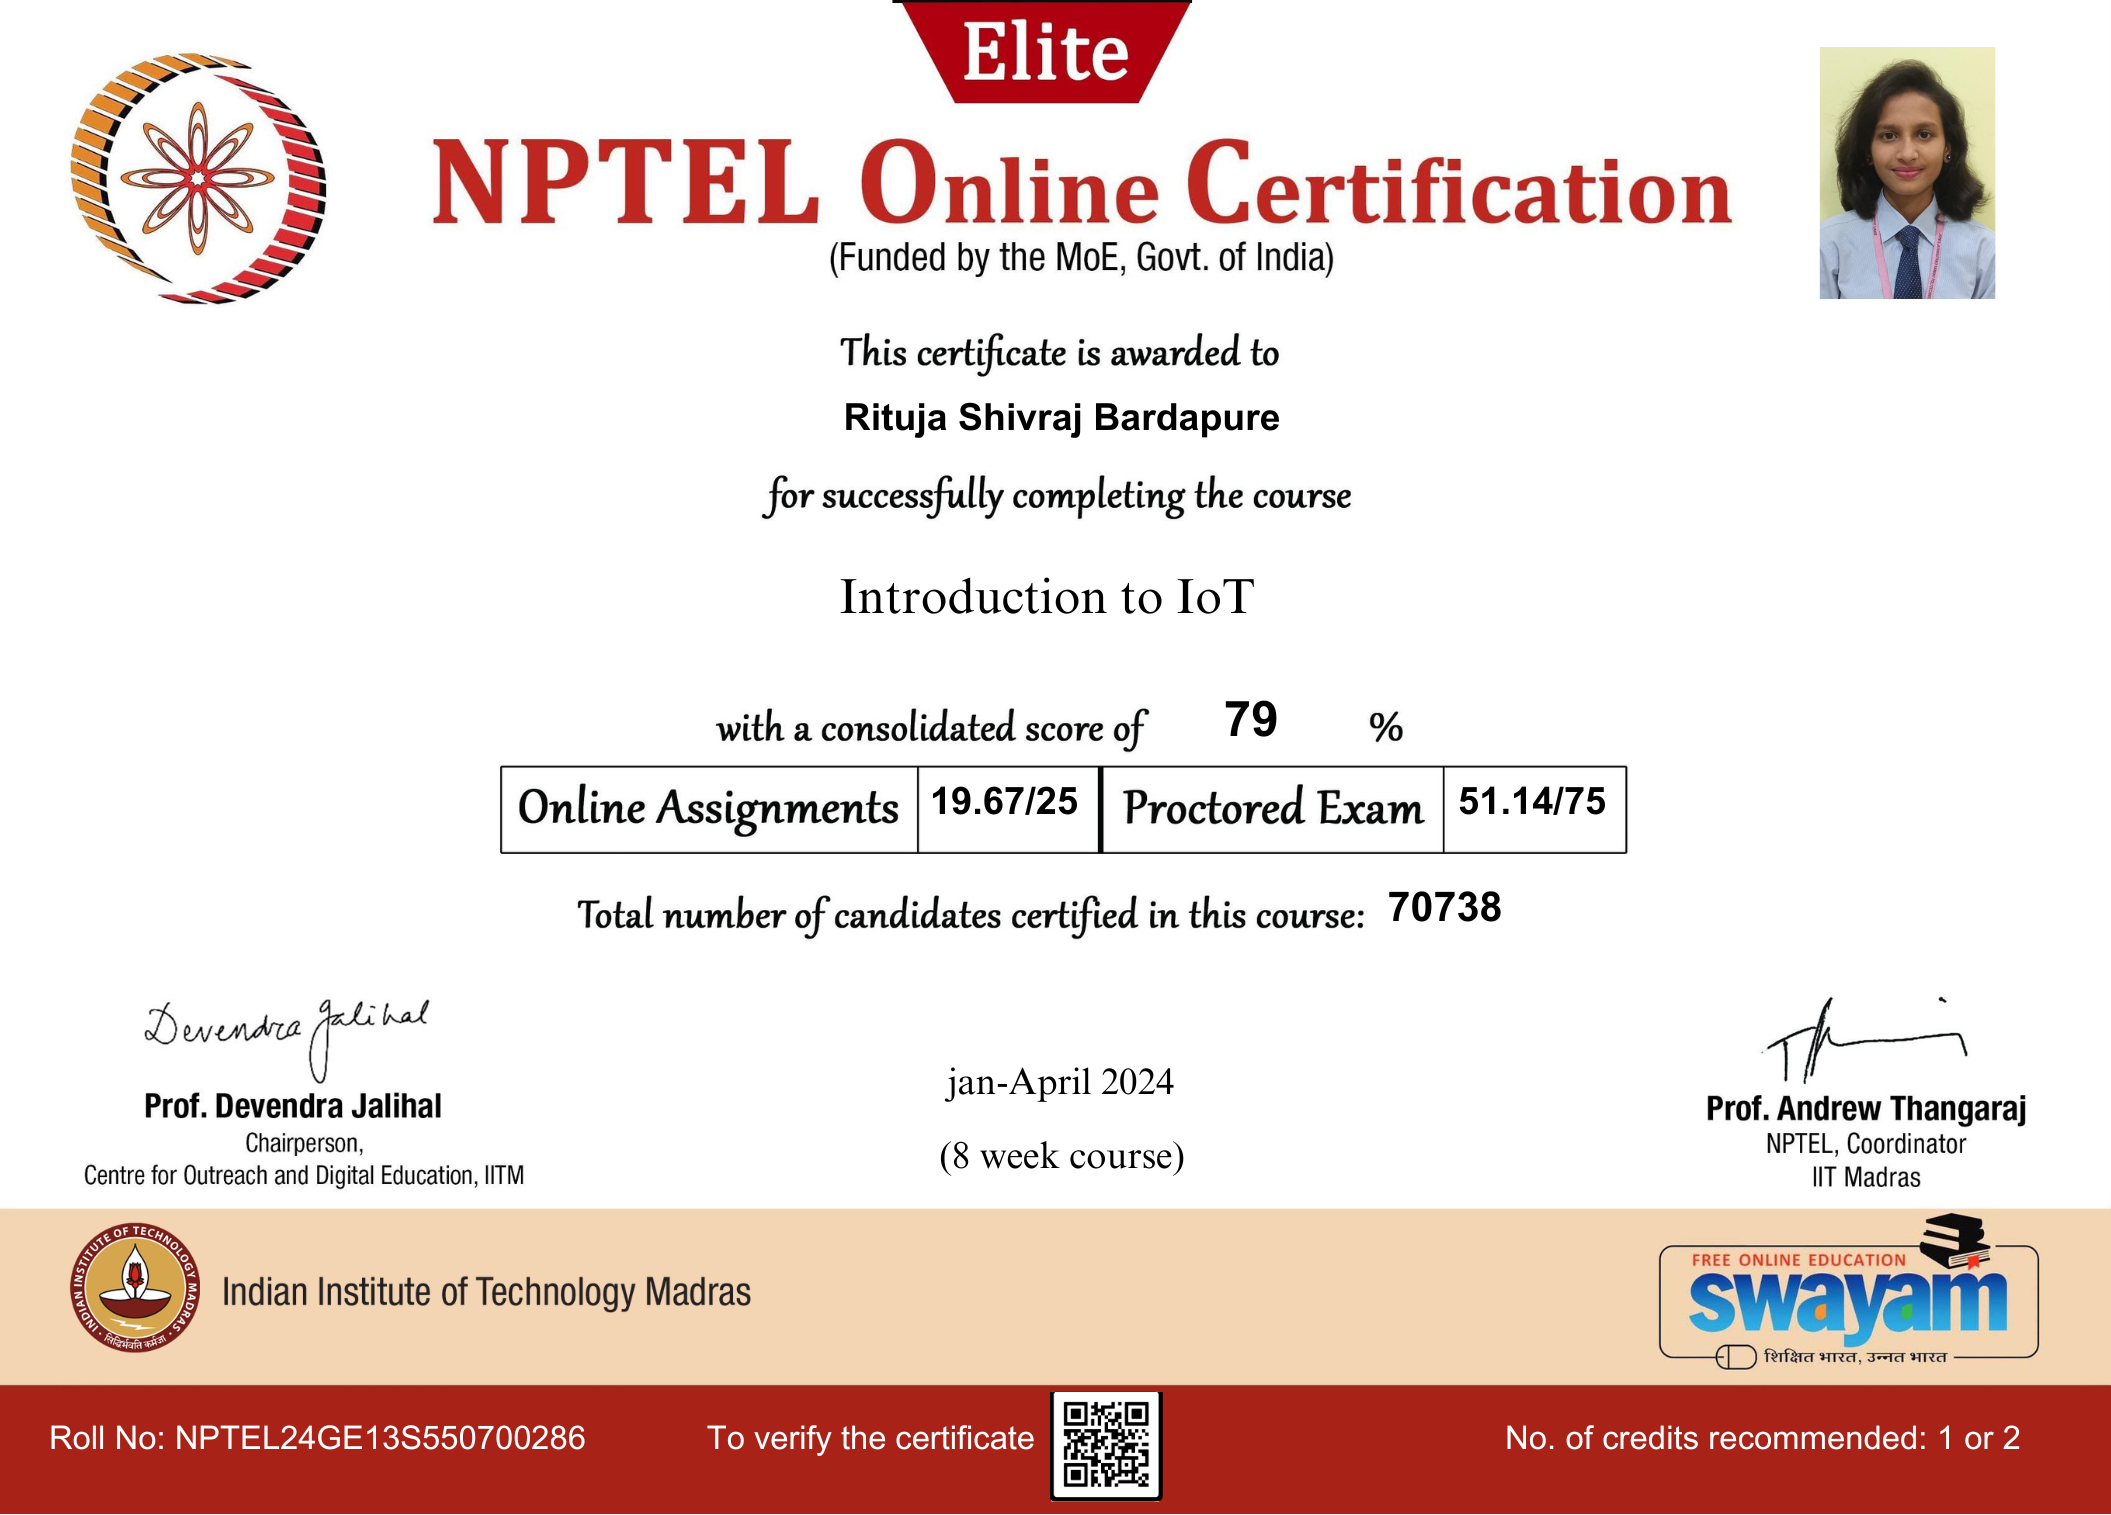 Elite
NPTEL Online Certification
(Funded by the MoE, Govt. of India)
This certificate is awarded to
Rituja Shivraj Bardapure
for successfully completing the course
Introduction to IoT
with a consolidated score of 79 %
Online Assignments 19.67/25 Proctored Exam 51.14/75
Total number of candidates certified in this course: 70738
Devendra Jalihal
Prof. Devendra Jalihal
Chairperson,
Centre for Outreach and Digital Education, IITM
jan-April 2024
(8 week course)
Prof. Andrew Thangaraj
NPTEL, Coordinator
IIT Madras
INDIAN INSTITUTE OF TECHNOLOGY MADRAS
सिद्धिर्भवति कर्मजा
Indian Institute of Technology Madras
FREE ONLINE EDUCATION
swayam
शिक्षित भारत, उन्नत भारत
Roll No: NPTEL24GE13S550700286
To verify the certificate
No. of credits recommended: 1 or 2